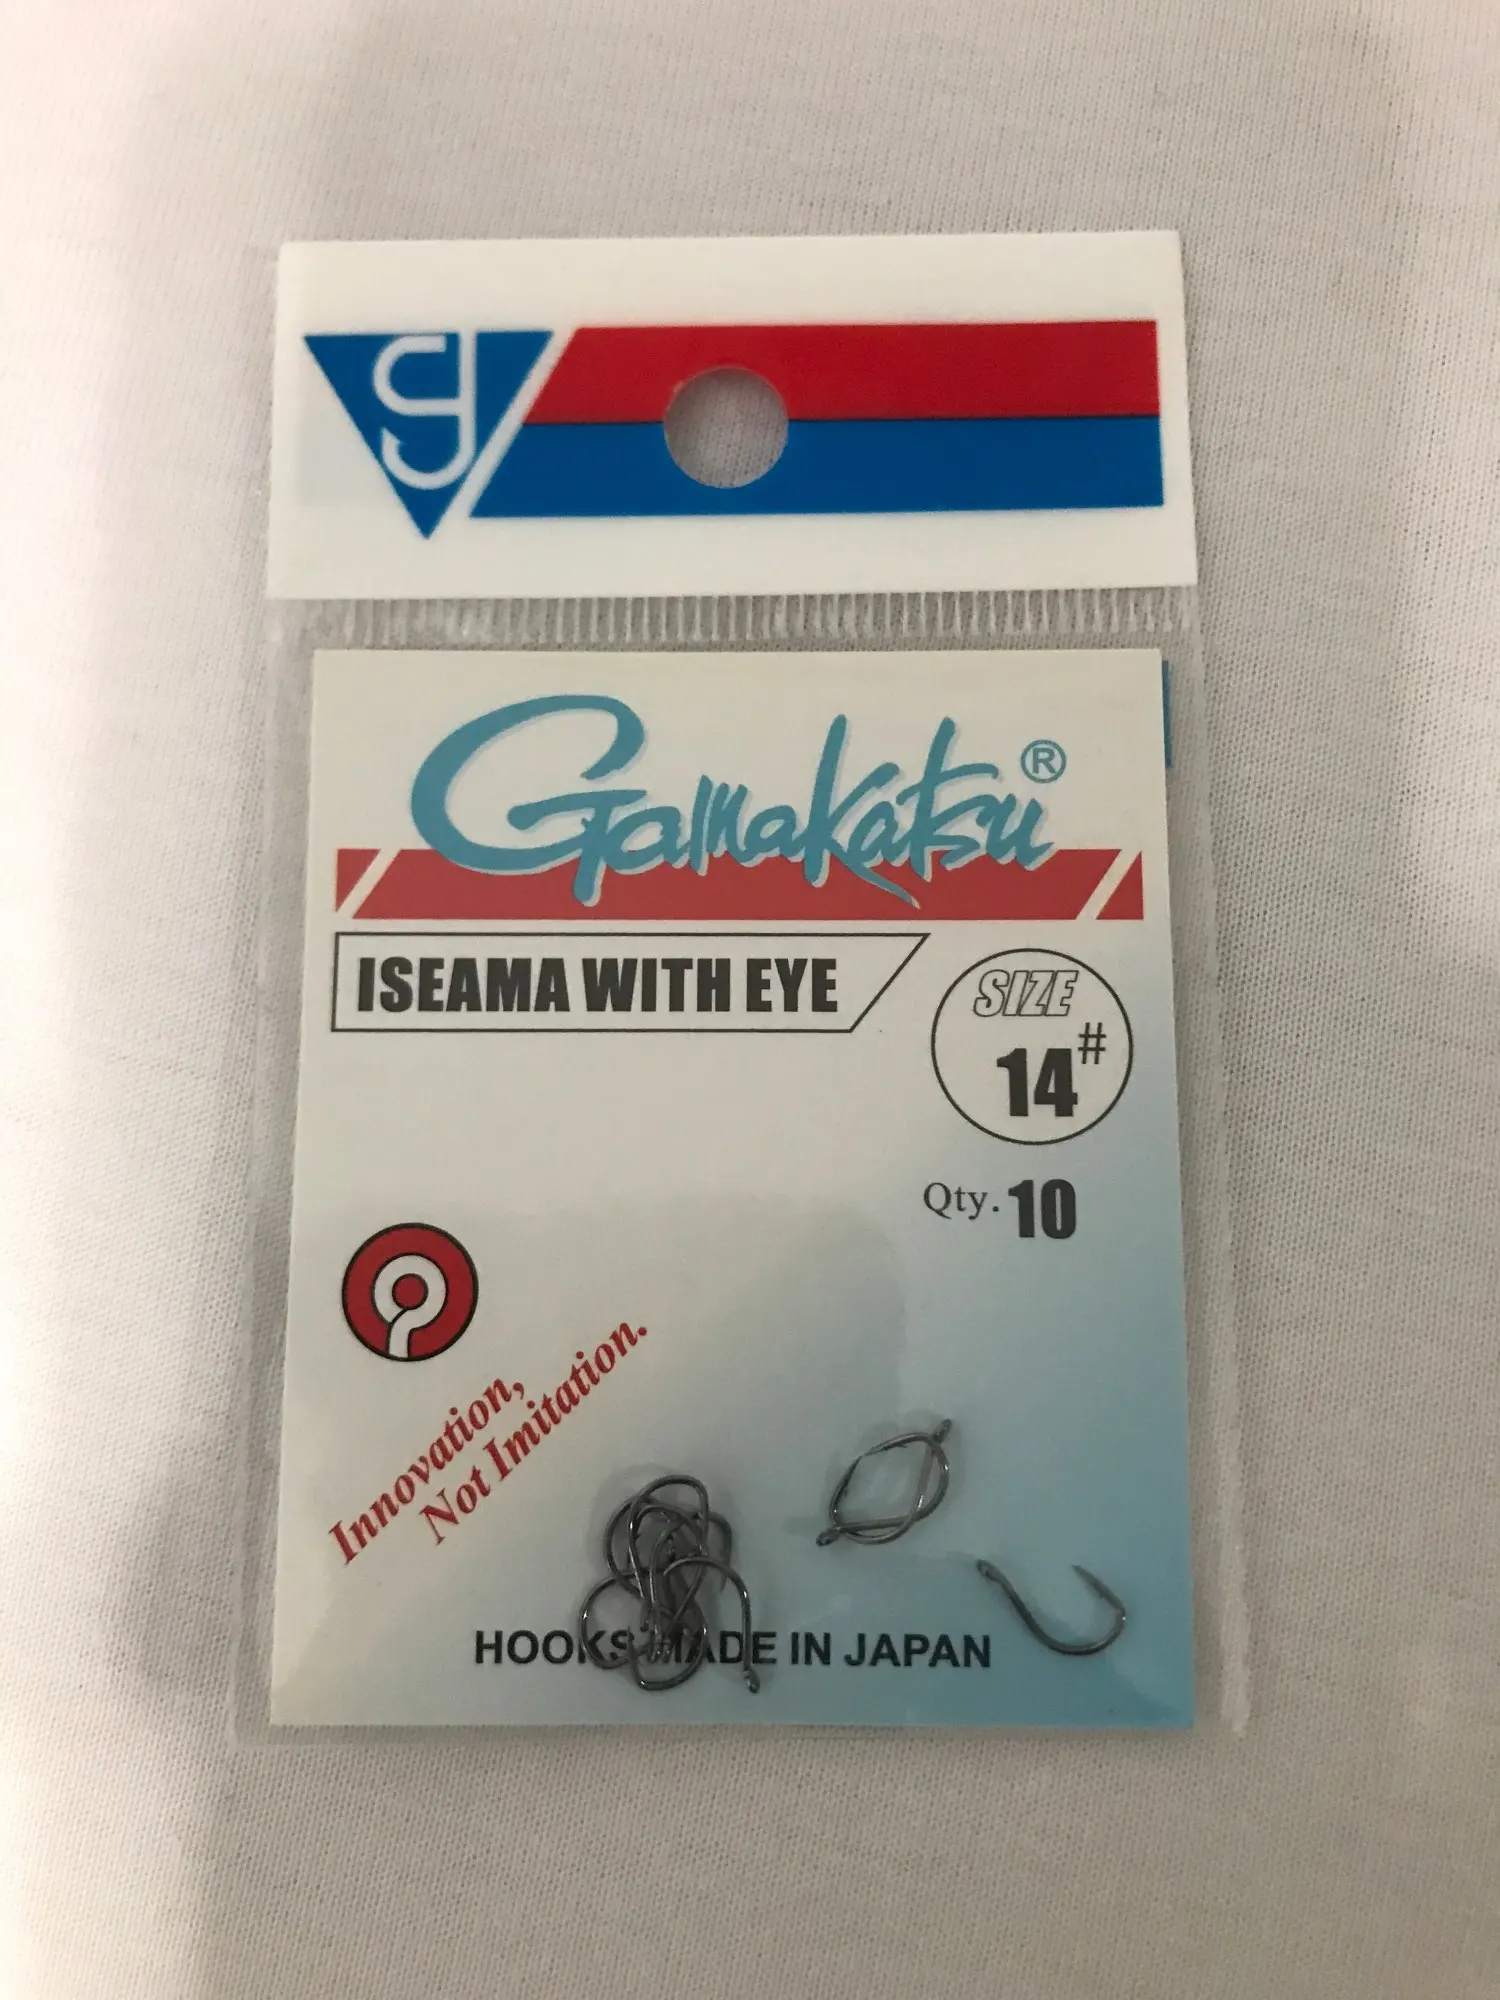 Gamakatsu®
ISEAMA WITH EYE
SIZE
14#
Qty. 10
Innovation,
Not Imitation.
HOOKS MADE IN JAPAN